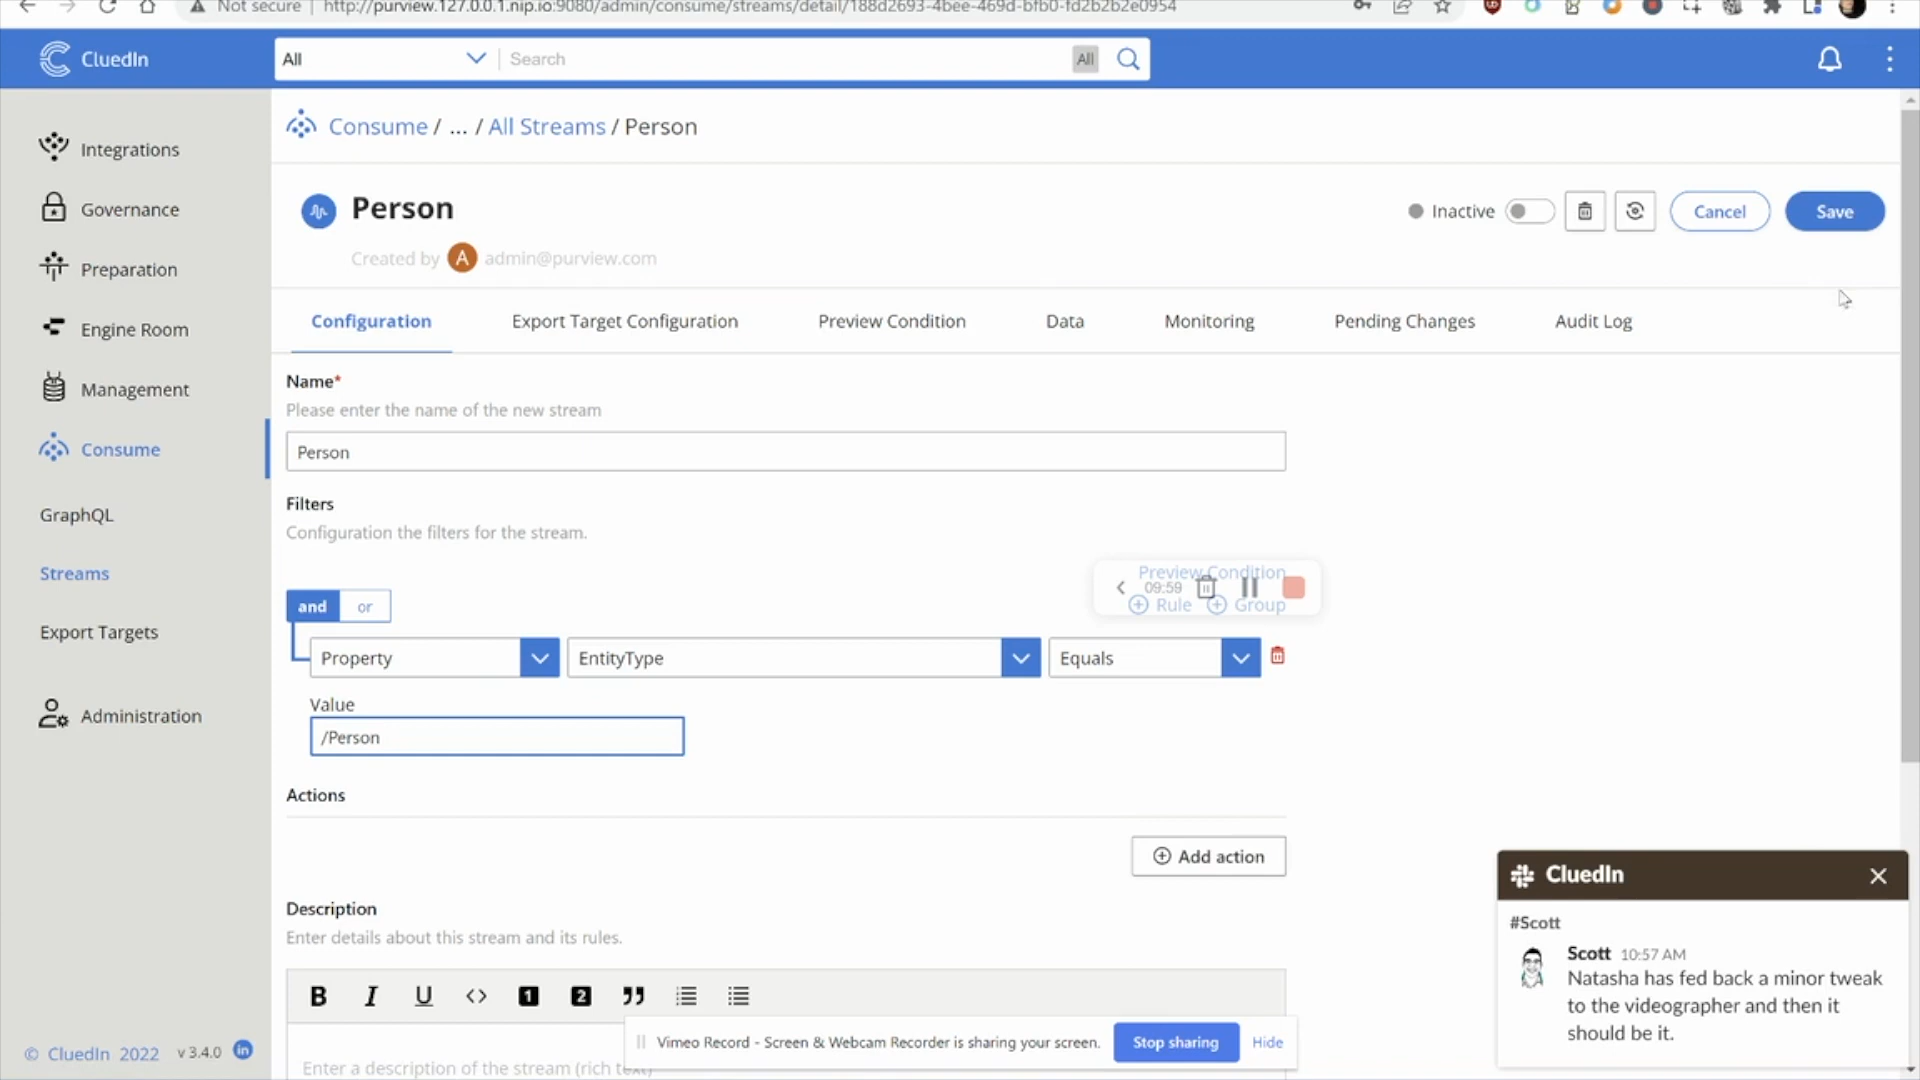 Not secure
http://purview.127.0.0.1.nip.io:9080/admin/consume/streams/detail/188d2693-4bee-469d-bfb0-fd2b2b2e0954
CluedIn
All
Search
All
Integrations
Governance
Preparation
Engine Room
Management
Consume
GraphQL
Streams
Export Targets
Administration
© CluedIn 2022 v 3.4.0 in
Consume / ... / All Streams / Person
Person
Created by A admin@purview.com
Inactive
Cancel
Save
Configuration
Export Target Configuration
Preview Condition
Data
Monitoring
Pending Changes
Audit Log
Name*
Please enter the name of the new stream
Person
Filters
Configuration the filters for the stream.
Preview Condition
09:59
Rule
Group
and
or
Property
EntityType
Equals
Value
/Person
Actions
Add action
Description
Enter details about this stream and its rules.
B I U <> 1 2
Enter a description of the stream (rich text)
Vimeo Record - Screen & Webcam Recorder is sharing your screen.
Stop sharing
Hide
CluedIn
#Scott
Scott 10:57 AM
Natasha has fed back a minor tweak
to the videographer and then it
should be it.